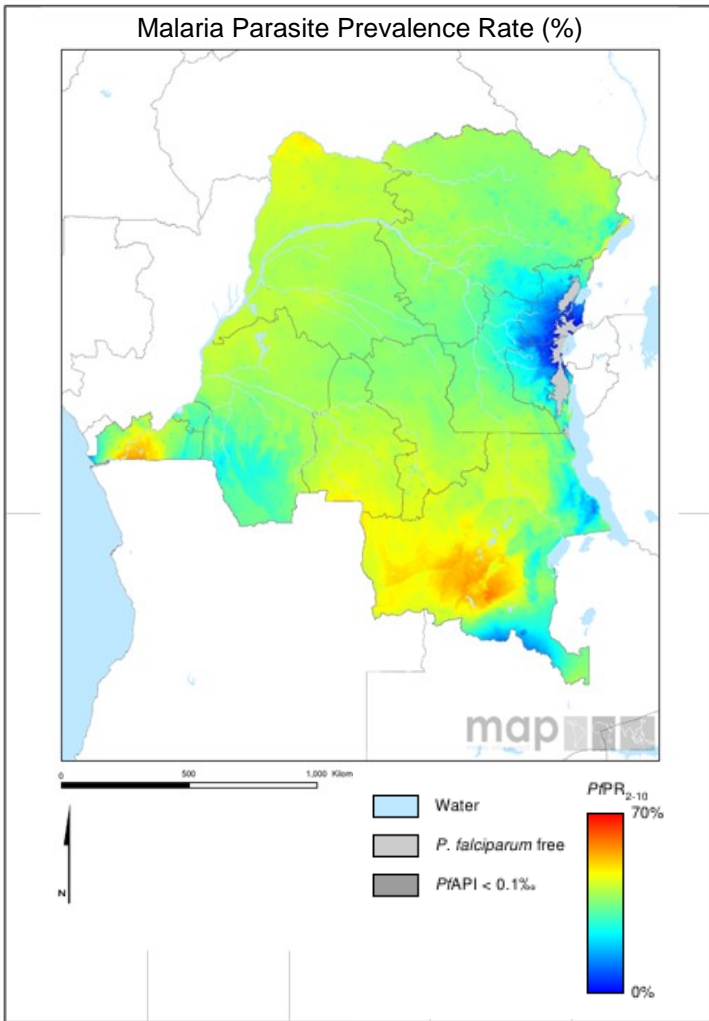 Malaria Parasite Prevalence Rate (%)
map
0 500 1,000 Kilom
N
Water
P. falciparum free
PfAPI < 0.1‰
PfPR2-10
70%
0%